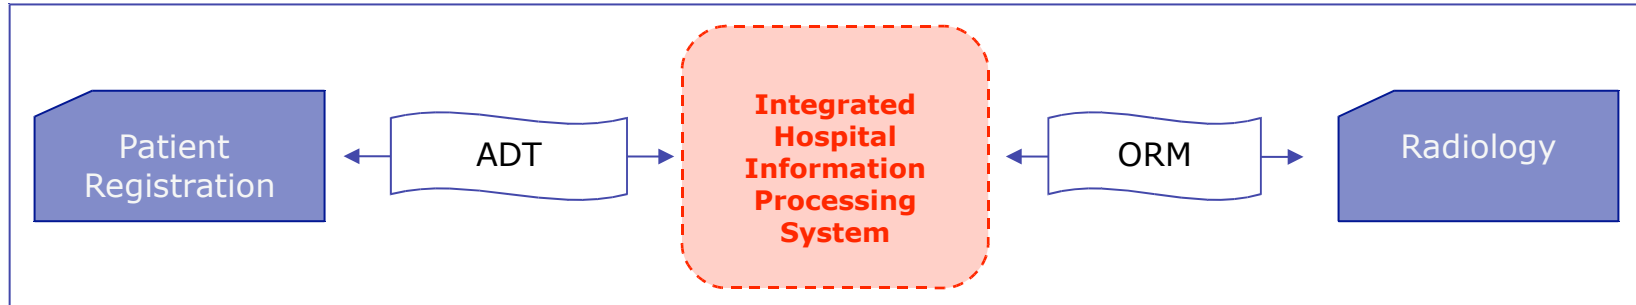 Patient
Registration
ADT
Integrated
Hospital
Information
Processing
System
ORM
Radiology